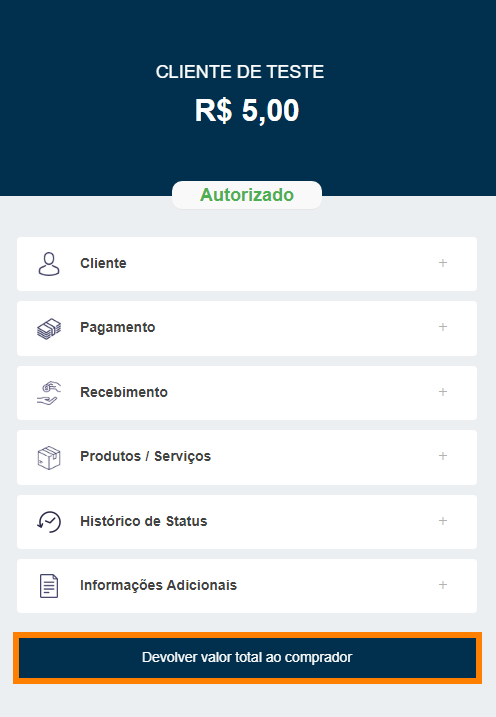 CLIENTE DE TESTE
R$ 5,00
Autorizado
Cliente +
Pagamento +
Recebimento +
Produtos / Serviços +
Histórico de Status +
Informações Adicionais +
Devolver valor total ao comprador